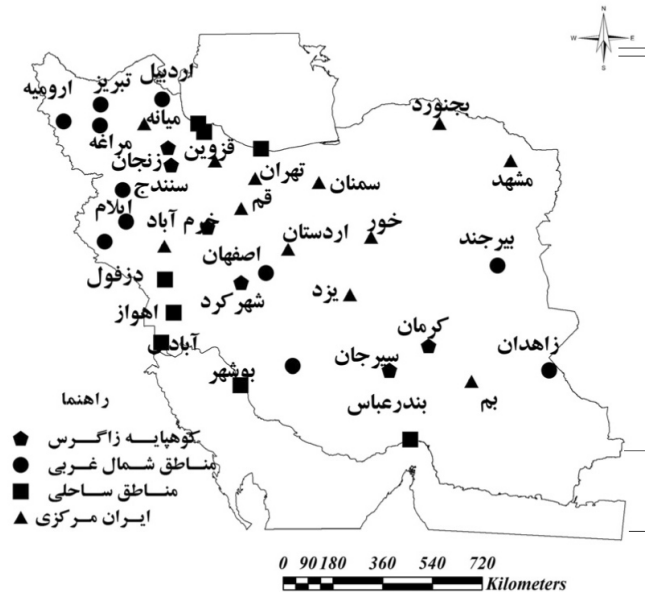 N
W E
S
ارومیه
تبریز
اردبیل
میانه
مراغه
زنجان
قزوین
سنندج
ایلام
خرم آباد
تهران
قم
سمنان
بجنورد
مشهد
اردستان
خور
اصفهان
بیرجند
دزفول
شهرکرد
یزد
اهواز
آبادان
بوشهر
کرمان
سیرجان
زاهدان
بم
بندرعباس
راهنما
کوهپایه زاگرس
مناطق شمال غربی
مناطق ساحلی
ایران مرکزی
0 90 180 360 540 720
Kilometers